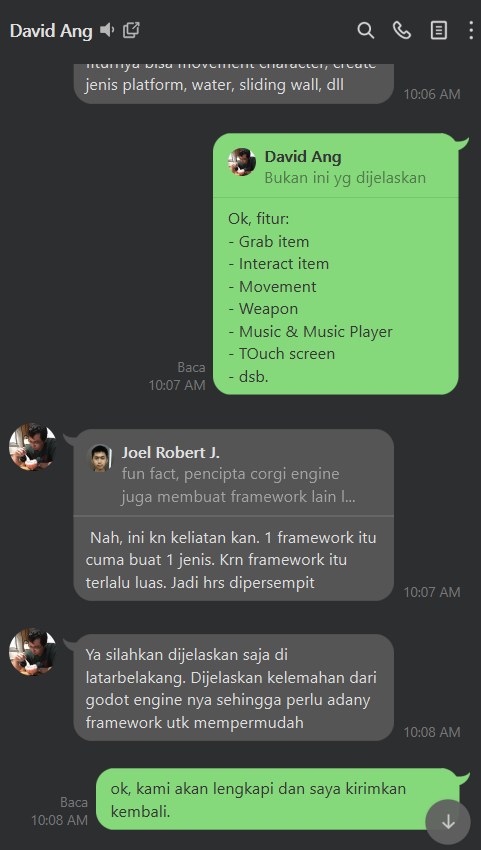 David Ang
fiturnya bisa movement character, create
jenis platform, water, sliding wall, dll
10:06 AM
David Ang
Bukan ini yg dijelaskan
Ok, fitur:
- Grab item
- Interact item
- Movement
- Weapon
- Music & Music Player
- TOuch screen
- dsb.
Baca
10:07 AM
Joel Robert J.
fun fact, pencipta corgi engine
juga membuat framework lain l...
Nah, ini kn keliatan kan. 1 framework itu
cuma buat 1 jenis. Krn framework itu
terlalu luas. Jadi hrs dipersempit
10:07 AM
Ya silahkan dijelaskan saja di
latarbelakang. Dijelaskan kelemahan dari
godot engine nya sehingga perlu adany
framework utk mempermudah
10:08 AM
ok, kami akan lengkapi dan saya kirimkan
kembali.
Baca
10:08 AM